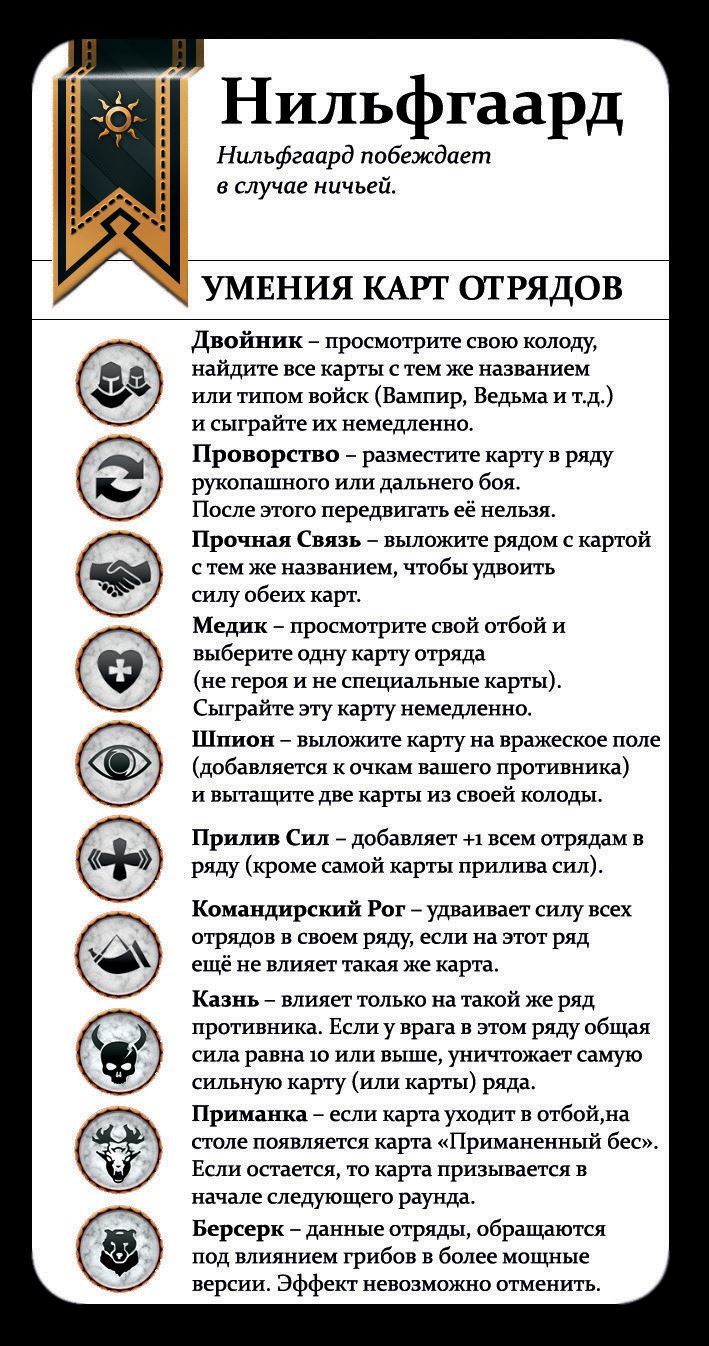 Нильфгаард
Нильфгаард побеждает
в случае ничьей.
УМЕНИЯ КАРТ ОТРЯДОВ
Двойник – просмотрите свою колоду,
найдите все карты с тем же названием
или типом войск (Вампир, Ведьма и т.д.)
и сыграйте их немедленно.
Проворство – разместите карту в ряду
рукопашного или дальнего боя.
После этого передвигать её нельзя.
Прочная Связь – выложите рядом с картой
с тем же названием, чтобы удвоить
силу обеих карт.
Медик – просмотрите свой отбой и
выберите одну карту отряда
(не героя и не специальные карты).
Сыграйте эту карту немедленно.
Шпион – выложите карту на вражеское поле
(добавляется к очкам вашего противника)
и вытащите две карты из своей колоды.
Прилив Сил – добавляет +1 всем отрядам в
ряду (кроме самой карты прилива сил).
Командирский Рог – удваивает силу всех
отрядов в своем ряду, если на этот ряд
ещё не влияет такая же карта.
Казнь – влияет только на такой же ряд
противника. Если у врага в этом ряду общая
сила равна 10 или выше, уничтожает самую
сильную карту (или карты) ряда.
Приманка – если карта уходит в отбой,на
столе появляется карта «Приманенный бес».
Если остается, то карта призывается в
начале следующего раунда.
Берсерк – данные отряды, обращаются
под влиянием грибов в более мощные
версии. Эффект невозможно отменить.